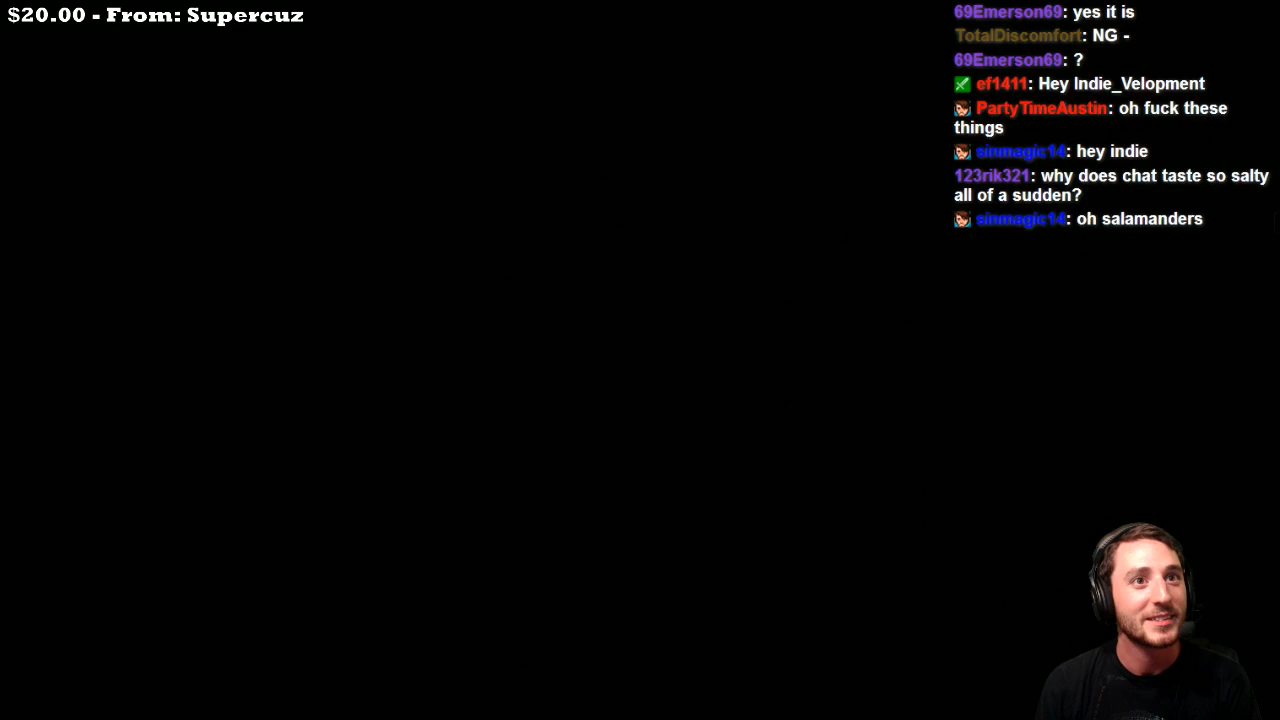 $20.00 - From: Supercuz
69Emerson69: yes it is
TotalDiscomfort: NG -
69Emerson69: ?
ef1411: Hey Indie_Velopment
PartyTimeAustin: oh fuck these
things
sinmagic14: hey indie
123rik321: why does chat taste so salty
all of a sudden?
sinmagic14: oh salamanders